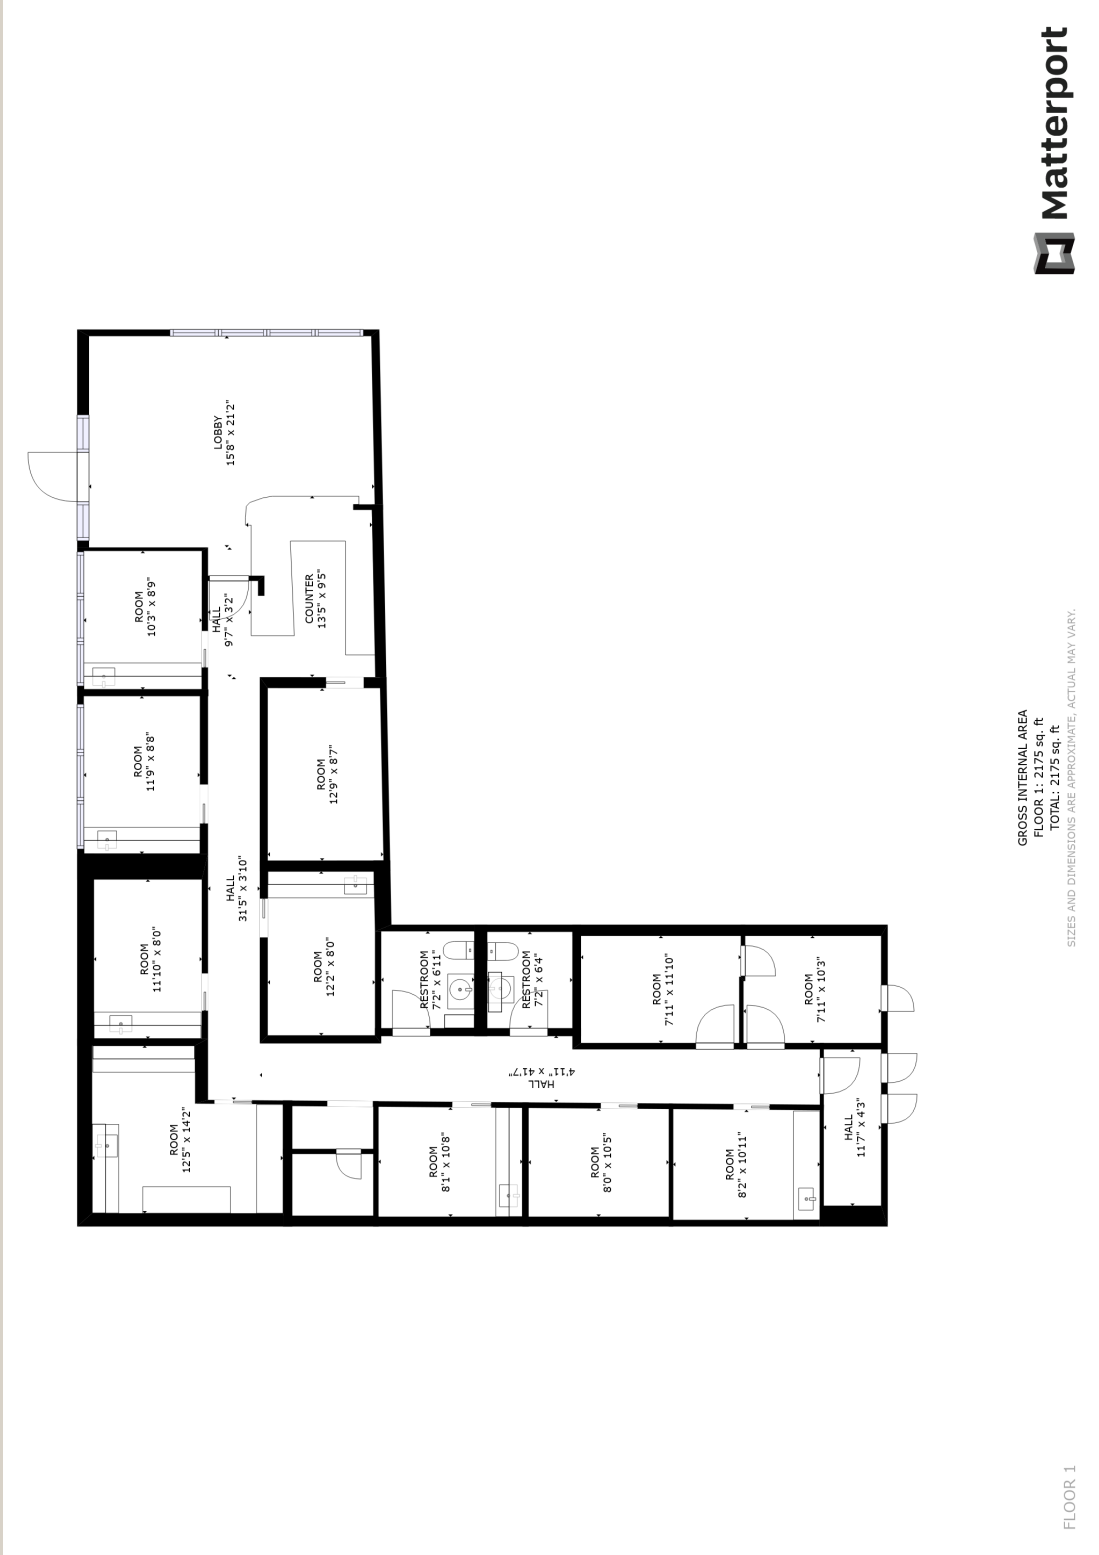 Matterport
LOBBY
15'8" x 21'2"
ROOM
10'3" x 8'9"
HALL
9'7" x 3'2"
COUNTER
13'5" x 9'5"
ROOM
11'9" x 8'8"
ROOM
12'9" x 8'7"
HALL
31'5" x 3'10"
ROOM
11'10" x 8'0"
ROOM
12'2" x 8'0"
RESTROOM
7'2" x 6'11"
RESTROOM
7'2" x 6'4"
ROOM
7'11" x 11'10"
ROOM
7'11" x 10'3"
HALL
4'11" x 41'7"
ROOM
12'5" x 14'2"
ROOM
8'1" x 10'8"
ROOM
8'0" x 10'5"
ROOM
8'2" x 10'11"
HALL
11'7" x 4'3"
GROSS INTERNAL AREA
FLOOR 1: 2175 sq. ft
TOTAL: 2175 sq. ft
SIZES AND DIMENSIONS ARE APPROXIMATE, ACTUAL MAY VARY.
FLOOR 1